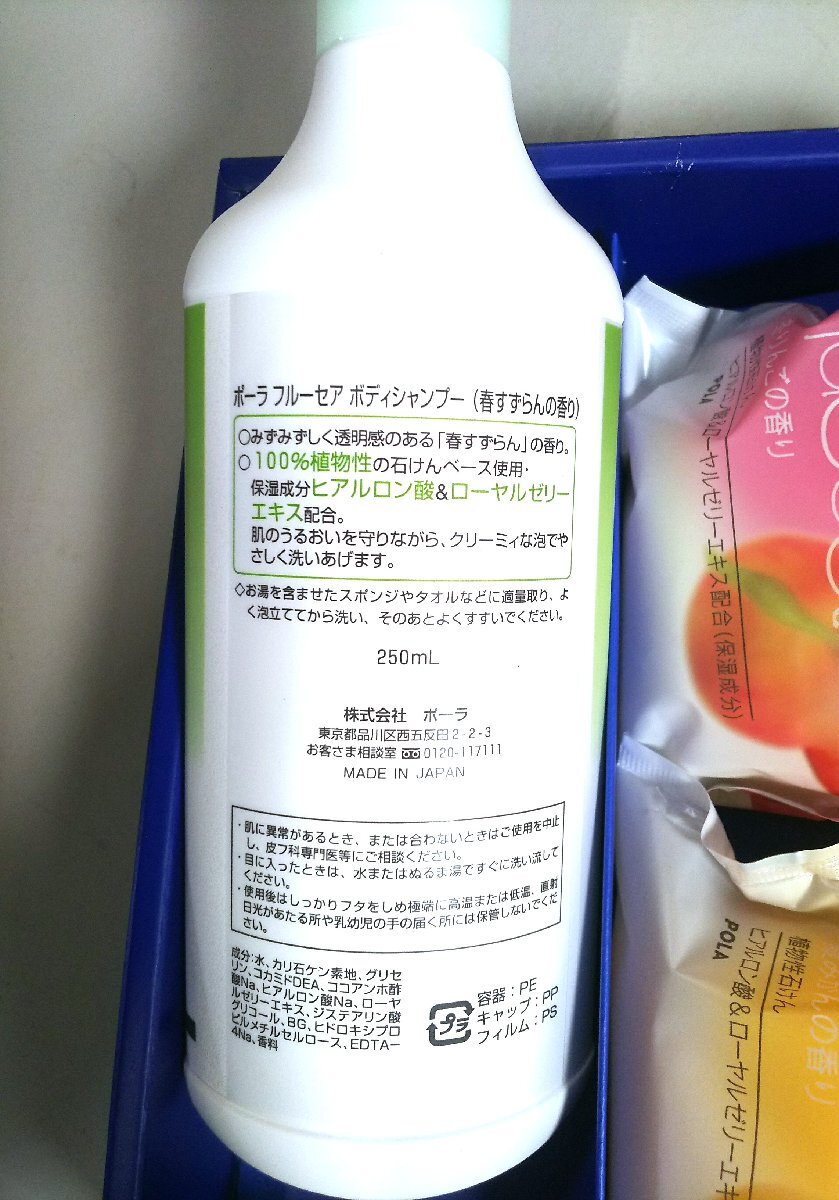 ポーラ フルーセア ボディシャンプー（春すずらんの香り）
○みずみずしく透明感のある「春すずらん」の香り。
○100%植物性の石けんベース使用・
保湿成分ヒアルロン酸&ローヤルゼリー
エキス配合。
肌のうるおいを守りながら、クリーミィな泡でや
さしく洗いあげます。
◇お湯を含ませたスポンジやタオルなどに適量取り、よ
く泡立ててから洗い、そのあとよくすすいでください。
250mL
株式会社 ポーラ
東京都品川区西五反田2-2-3
お客さま相談室 0120-117111
MADE IN JAPAN
・肌に異常があるとき、または合わないときはご使用を中止
し、皮フ科専門医等にご相談ください。
・目に入ったときは、水またはぬるま湯ですぐに洗い流して
ください。
・使用後はしっかりフタをしめ極端に高温または低温、直射
日光があたる所や乳幼児の手の届く所には保管しないでくだ
さい。
成分:水、カリ石ケン素地、グリセ
リン、コカミドDEA、ココアンホ酢
酸Na、ヒアルロン酸Na、ローヤ
ルゼリーエキス、ジステアリン酸
グリコール、BG、ヒドロキシプロ
ピルメチルセルロース、EDTA-
4Na、香料
プラ
容器:PE
キャップ:PP
フィルム:PS
りんごの香り
POLA
ヒアルロン酸&ローヤルゼリーエキス配合(保湿成分)
の香り
植物性石けん
POLA
ヒアルロン酸&ローヤルゼリーエキ